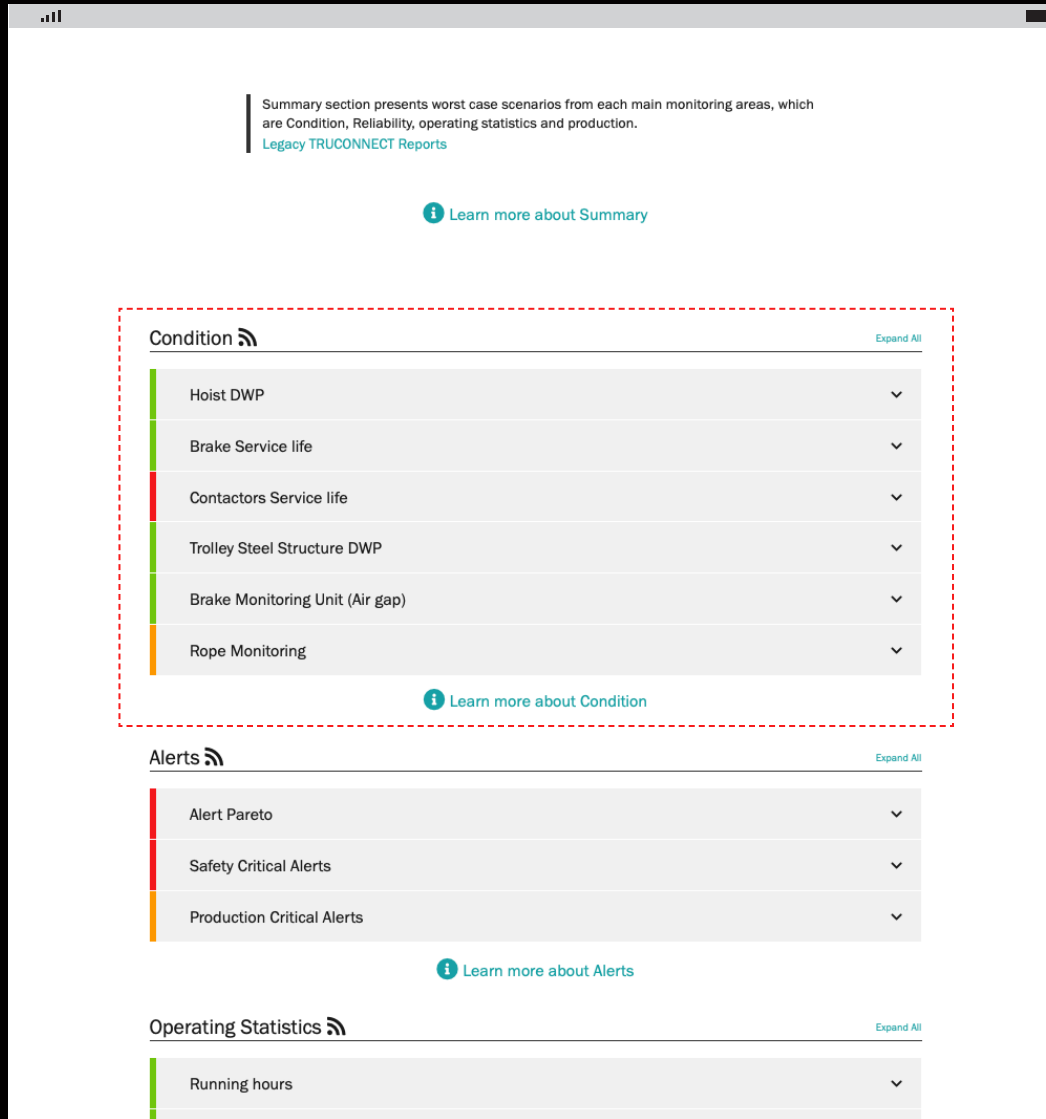 Summary section presents worst case scenarios from each main monitoring areas, which
are Condition, Reliability, operating statistics and production.
Legacy TRUCONNECT Reports
Learn more about Summary
Condition
Expand All
Hoist DWP
Brake Service life
Contactors Service life
Trolley Steel Structure DWP
Brake Monitoring Unit (Air gap)
Rope Monitoring
Learn more about Condition
Alerts
Expand All
Alert Pareto
Safety Critical Alerts
Production Critical Alerts
Learn more about Alerts
Operating Statistics
Expand All
Running hours